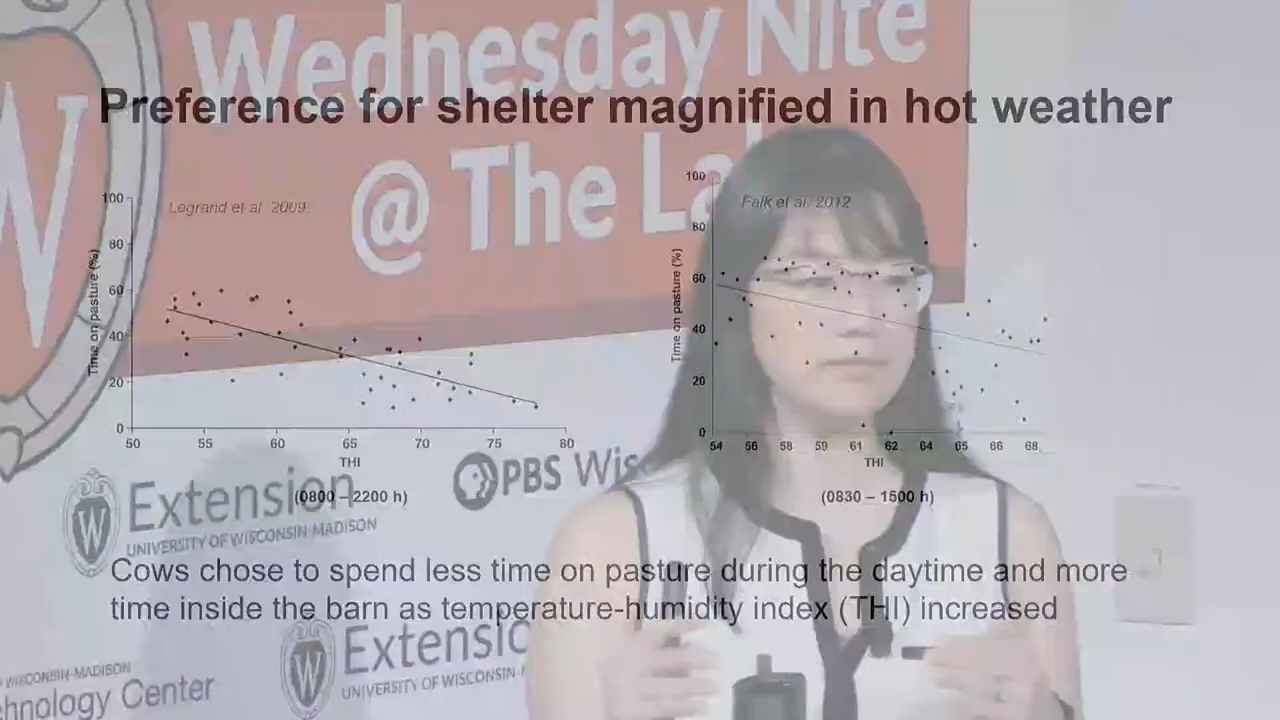 Wednesday Nite
@ The La
Preference for shelter magnified in hot weather
W
Legrand et al. 2009
Time on pasture (%)
100
80
60
40
20
0
50 55 60 65 70 75 80
THI
(0800 – 2200 h)
Falk et al. 2012
Time on pasture (%)
100
80
60
40
20
0
54 56 58 59 61 62 64 65 66 68
THI
(0830 – 1500 h)
PBS Wis
W
Extension
UNIVERSITY OF WISCONSIN-MADISON
Cows chose to spend less time on pasture during the daytime and more
time inside the barn as temperature-humidity index (THI) increased
W
Extensio
UNIVERSITY OF WISCONSIN-
WISCONSIN-MADISON
hnology Center